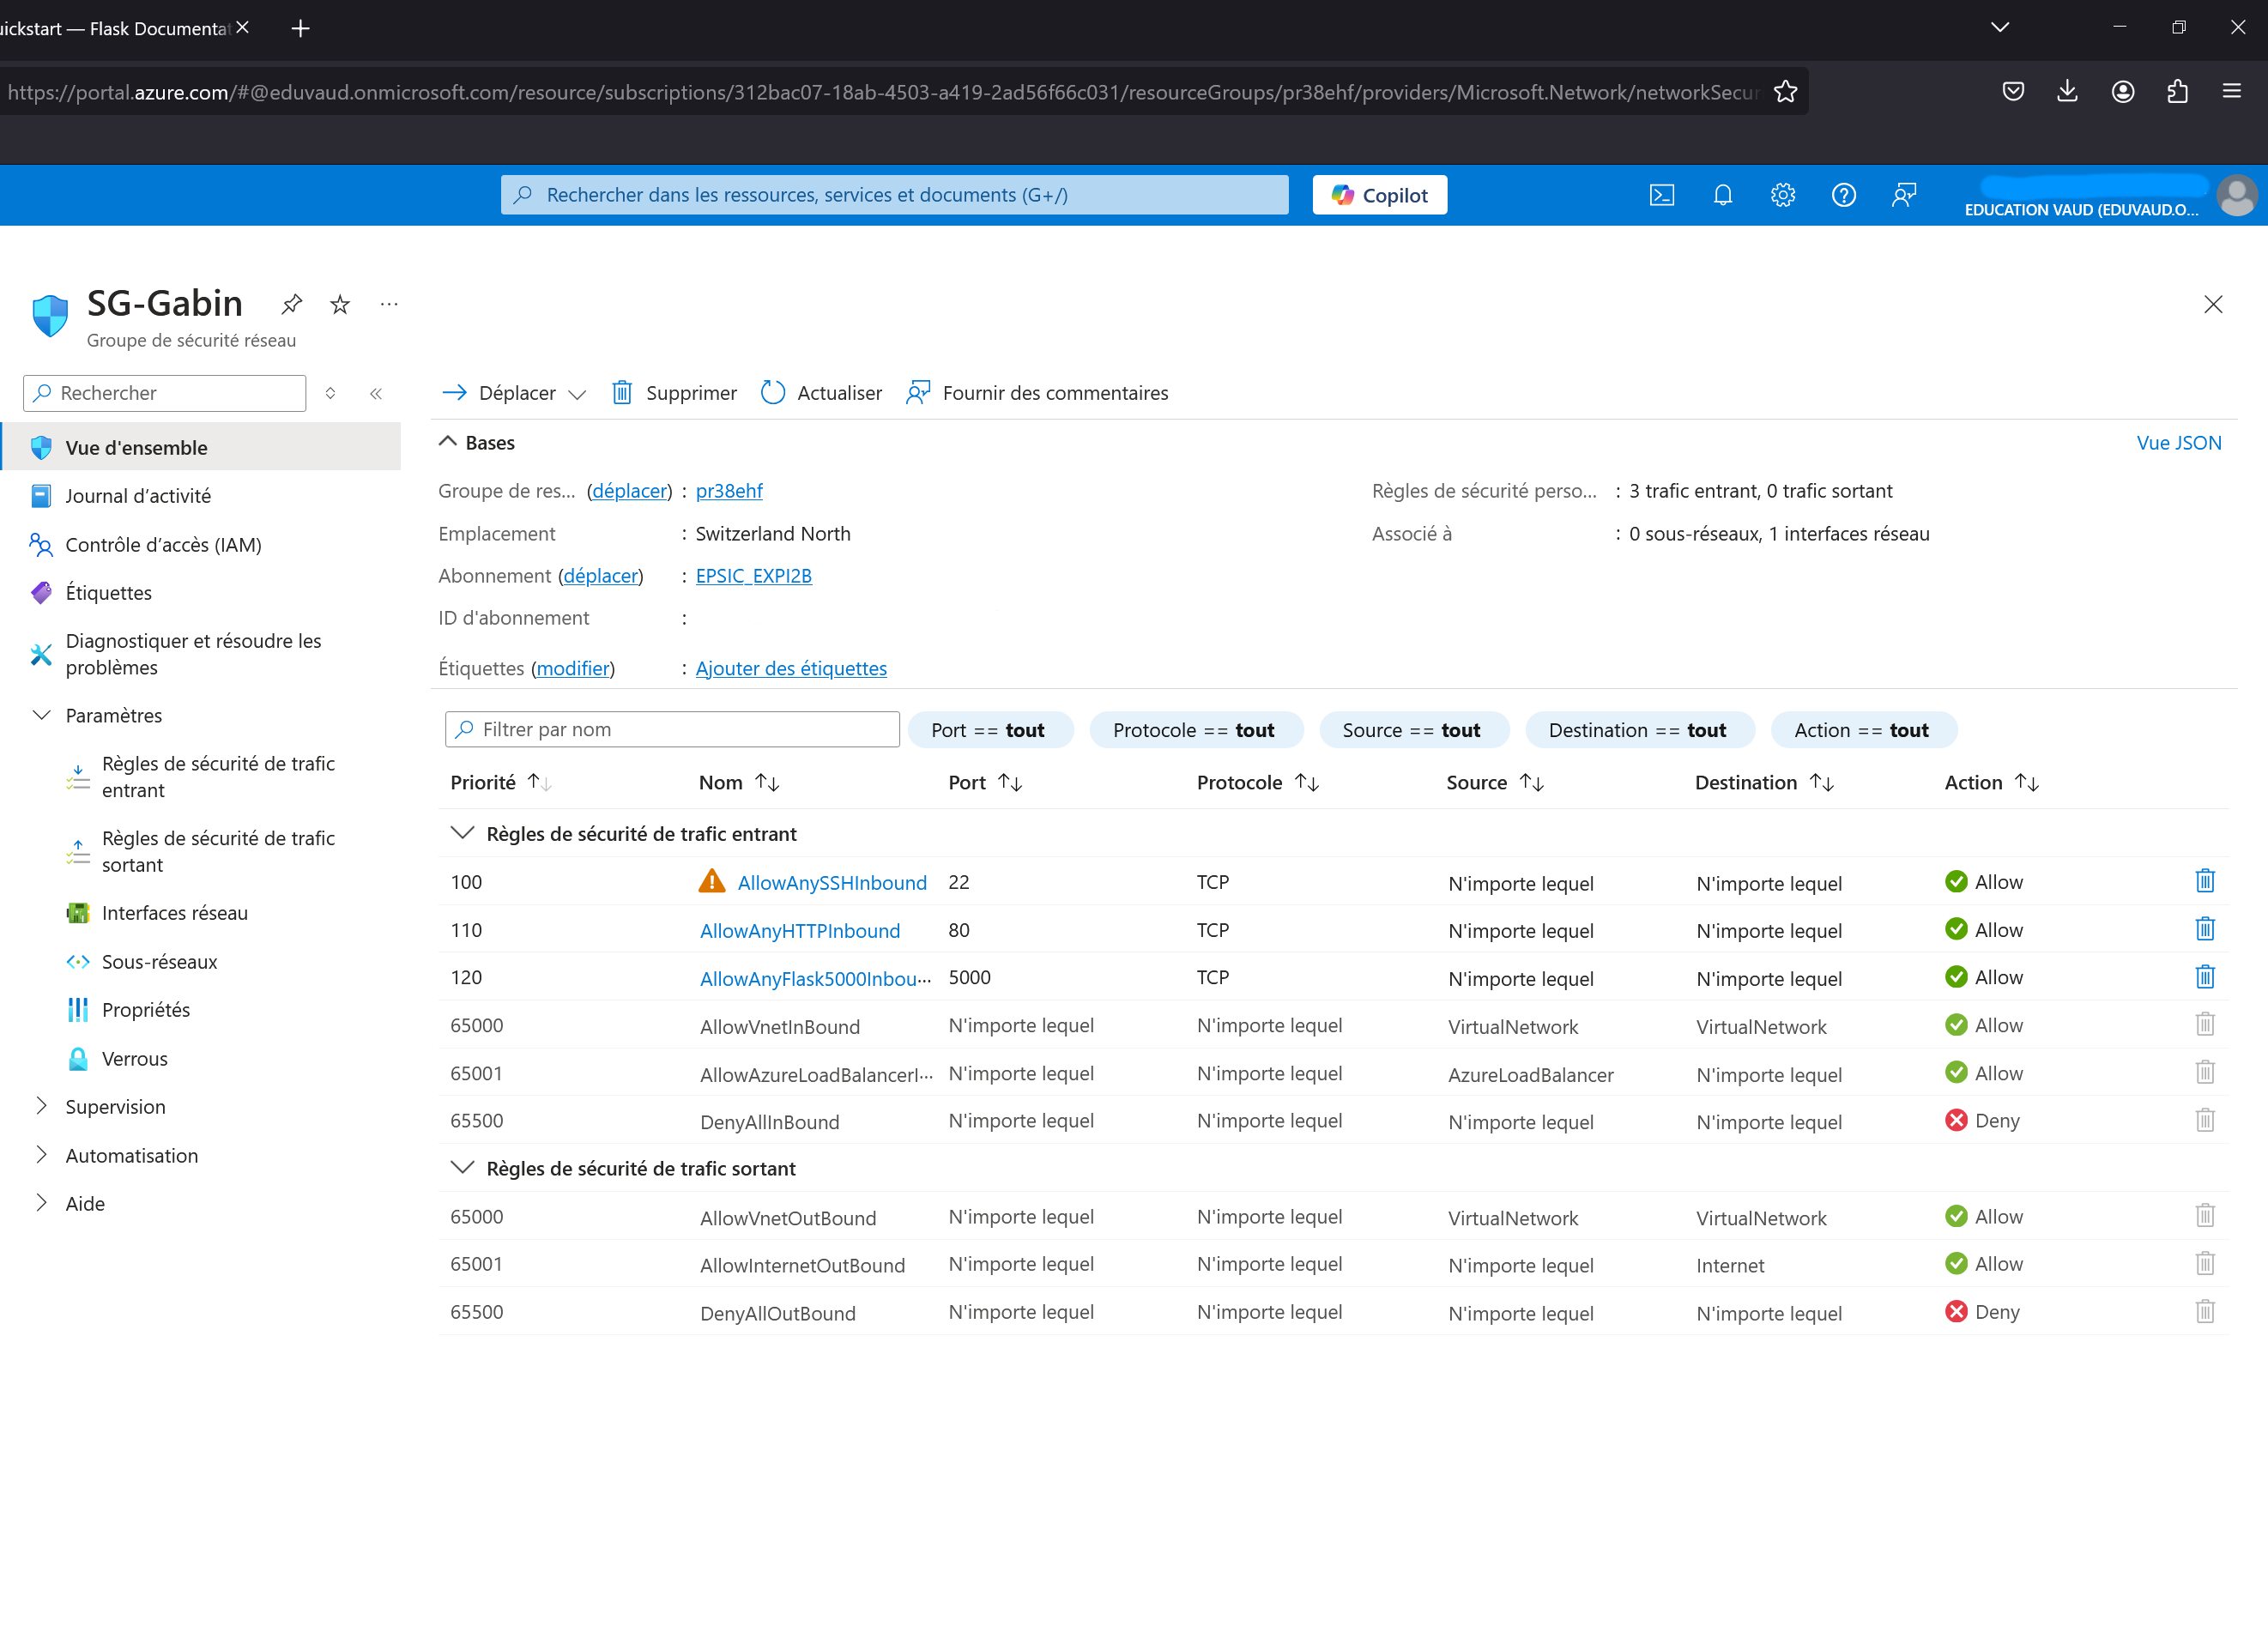 uickstart — Flask Documentat
https://portal.azure.com/#@eduvaud.onmicrosoft.com/resource/subscriptions/312bac07-18ab-4503-a419-2ad56f66c031/resourceGroups/pr38ehf/providers/Microsoft.Network/networkSecur
Rechercher dans les ressources, services et documents (G+/)
Copilot
EDUCATION VAUD (EDUVAUD.O...
SG-Gabin
Groupe de sécurité réseau
Rechercher
Déplacer
Supprimer
Actualiser
Fournir des commentaires
Vue d'ensemble
Journal d’activité
Contrôle d’accès (IAM)
Étiquettes
Diagnostiquer et résoudre les
problèmes
Paramètres
Règles de sécurité de trafic
entrant
Règles de sécurité de trafic
sortant
Interfaces réseau
Sous-réseaux
Propriétés
Verrous
Supervision
Automatisation
Aide
Bases
Vue JSON
Groupe de res... (déplacer) : pr38ehf
Emplacement : Switzerland North
Abonnement (déplacer) : EPSIC_EXPI2B
ID d'abonnement :
Étiquettes (modifier) : Ajouter des étiquettes
Règles de sécurité perso... : 3 trafic entrant, 0 trafic sortant
Associé à : 0 sous-réseaux, 1 interfaces réseau
Filtrer par nom
Port == tout
Protocole == tout
Source == tout
Destination == tout
Action == tout
Priorité Nom Port Protocole Source Destination Action
Règles de sécurité de trafic entrant
100 AllowAnySSHInbound 22 TCP N'importe lequel N'importe lequel Allow
110 AllowAnyHTTPInbound 80 TCP N'importe lequel N'importe lequel Allow
120 AllowAnyFlask5000Inbou... 5000 TCP N'importe lequel N'importe lequel Allow
65000 AllowVnetInBound N'importe lequel N'importe lequel VirtualNetwork VirtualNetwork Allow
65001 AllowAzureLoadBalancerI... N'importe lequel N'importe lequel AzureLoadBalancer N'importe lequel Allow
65500 DenyAllInBound N'importe lequel N'importe lequel N'importe lequel N'importe lequel Deny
Règles de sécurité de trafic sortant
65000 AllowVnetOutBound N'importe lequel N'importe lequel VirtualNetwork VirtualNetwork Allow
65001 AllowInternetOutBound N'importe lequel N'importe lequel N'importe lequel Internet Allow
65500 DenyAllOutBound N'importe lequel N'importe lequel N'importe lequel N'importe lequel Deny